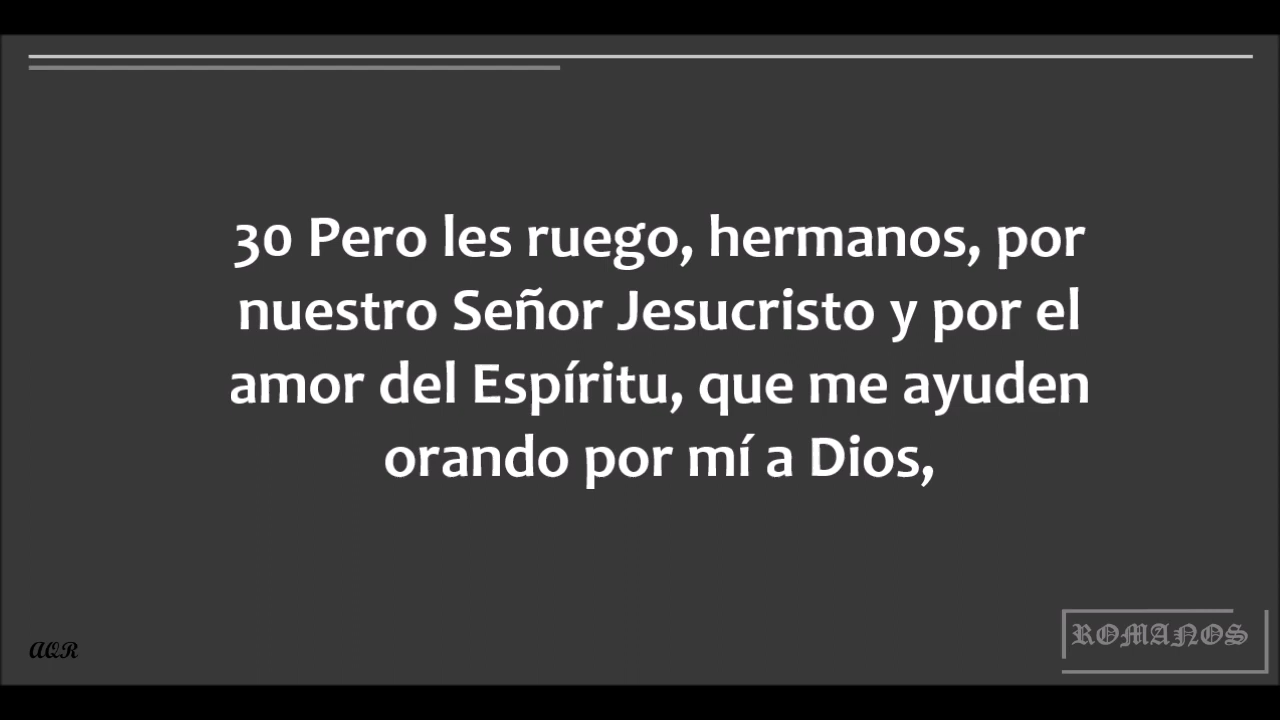 30 Pero les ruego, hermanos, por
nuestro Señor Jesucristo y por el
amor del Espíritu, que me ayuden
orando por mí a Dios,
AQR
ROMANOS